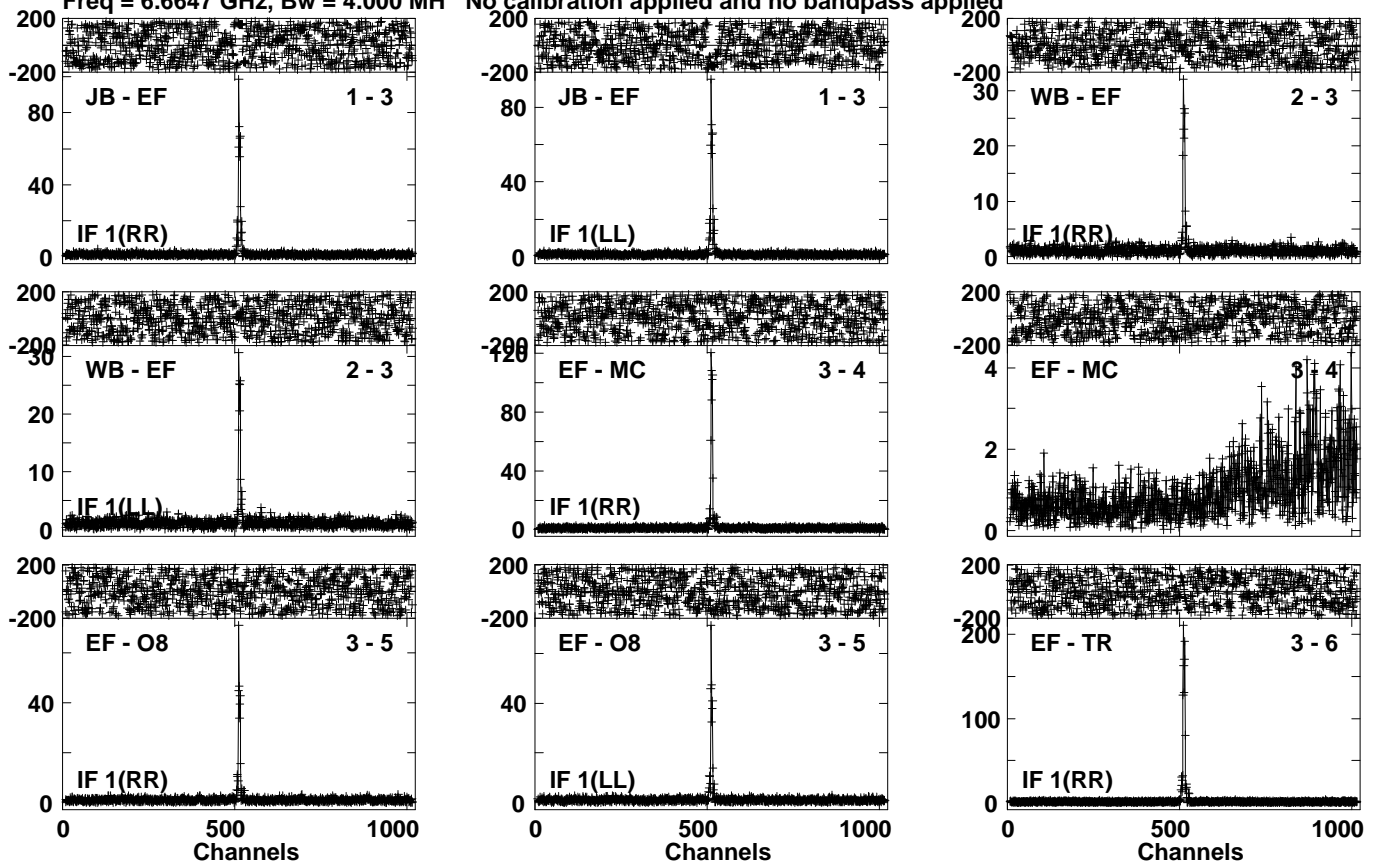 Freq = 6.6647 GHz, Bw = 4.000 MH No calibration applied and no bandpass applied
200 200 200
-200 -200 -200
JB - EF 1 - 3 JB - EF 1 - 3 WB - EF 2 - 3
80 80 30
40 40 20
10
IF 1(RR) IF 1(LL) IF 1(RR)
0 0 0
200 200 200
-200 -200 -200
30 120
WB - EF 2 - 3 EF - MC 3 - 4 EF - MC 3 - 4
20 80 4
10 40 2
IF 1(LL) IF 1(RR)
0 0 0
200 200 200
-200 -200 -200
EF - O8 3 - 5 EF - O8 3 - 5 EF - TR 3 - 6
200
40 40 100
IF 1(RR) IF 1(LL) IF 1(RR)
0 0 0
0 500 1000 0 500 1000 0 500 1000
Channels Channels Channels